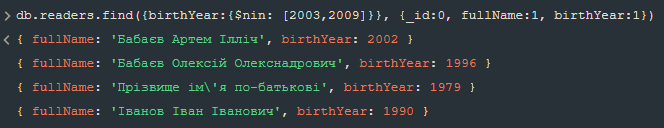 > db.readers.find({birthYear:{$nin: [2003,2009]}}, {_id:0, fullName:1, birthYear:1})
< { fullName: 'Бабаєв Артем Ілліч', birthYear: 2002 }
{ fullName: 'Бабаєв Олексій Олекснадрович', birthYear: 1996 }
{ fullName: 'Прізвище ім\'я по-батькові', birthYear: 1979 }
{ fullName: 'Іванов Іван Іванович', birthYear: 1990 }